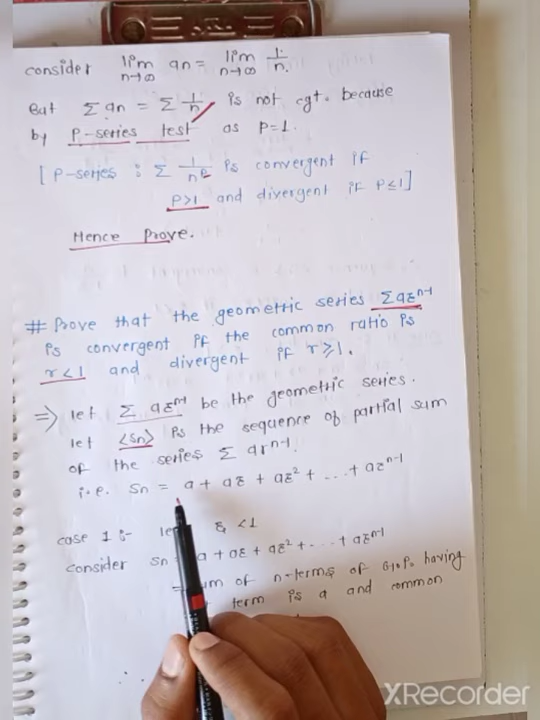 consider lim n→∞ an = lim n→∞ 1/n.
But Σ an = Σ 1/n is not cgt. because
by P-series test as P=1.
[ P-series : Σ 1/n^P is convergent if
P>1 and divergent if P≤1]
Hence Prove.
# Prove that the geometric series Σar^n-1
is convergent if the common ratio is
r<1 and divergent if r≥1.
⇒ let Σ ar^n-1 be the geometric series.
let <Sn> is the sequence of partial sum
of the series Σ ar^n-1.
i.e. Sn = a + ar + ar² + ... + ar^n-1
case 1 :- r <1
consider Sn = a + ar + ar² + ... + ar^n-1
of n-terms of G.P. having
term is a and common
XRecorder